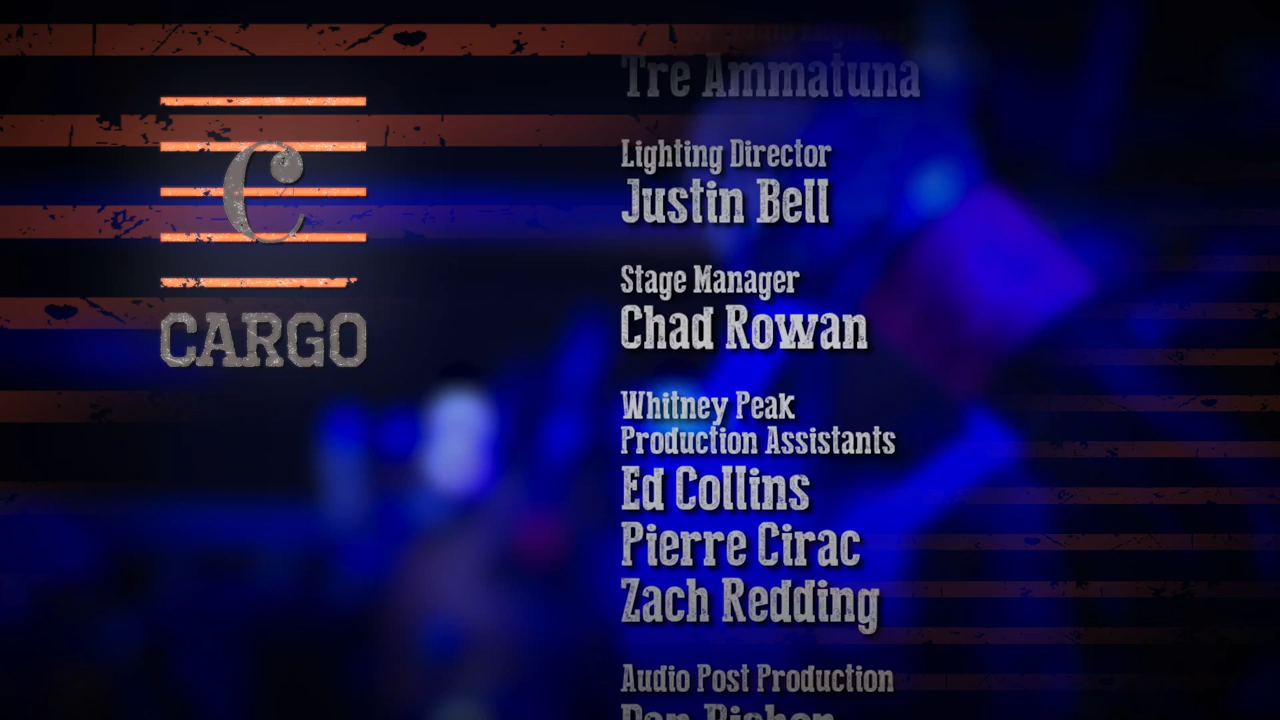 C
CARGO
Tre Ammatuna
Lighting Director
Justin Bell
Stage Manager
Chad Rowan
Whitney Peak
Production Assistants
Ed Collins
Pierre Cirac
Zach Redding
Audio Post Production